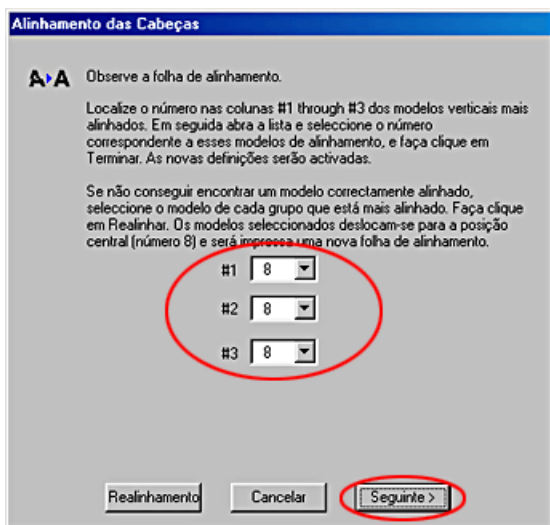 Alinhamento das Cabeças
A A Observe a folha de alinhamento.
Localize o número nas colunas #1 through #3 dos modelos verticais mais
alinhados. Em seguida abra a lista e seleccione o número
correspondente a esses modelos de alinhamento, e faça clique em
Terminar. As novas definições serão activadas.
Se não conseguir encontrar um modelo correctamente alinhado,
seleccione o modelo de cada grupo que está mais alinhado. Faça clique
em Realinhar. Os modelos seleccionados deslocam-se para a posição
central (número 8) e será impressa uma nova folha de alinhamento.
#1 8
#2 8
#3 8
Realinhamento Cancelar Seguinte >